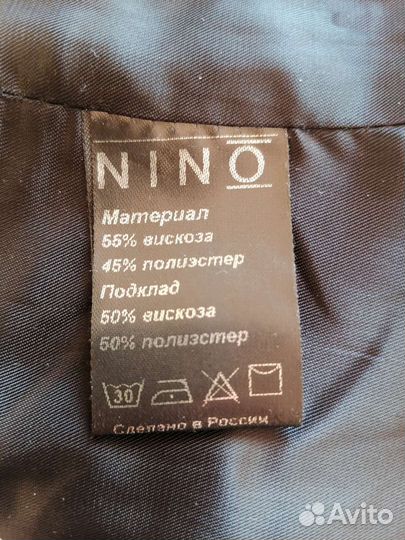 NINO
Материал
55% вискоза
45% полиэстер
Подклад
50% вискоза
50% полиэстер
30
Сделано в России
Avito